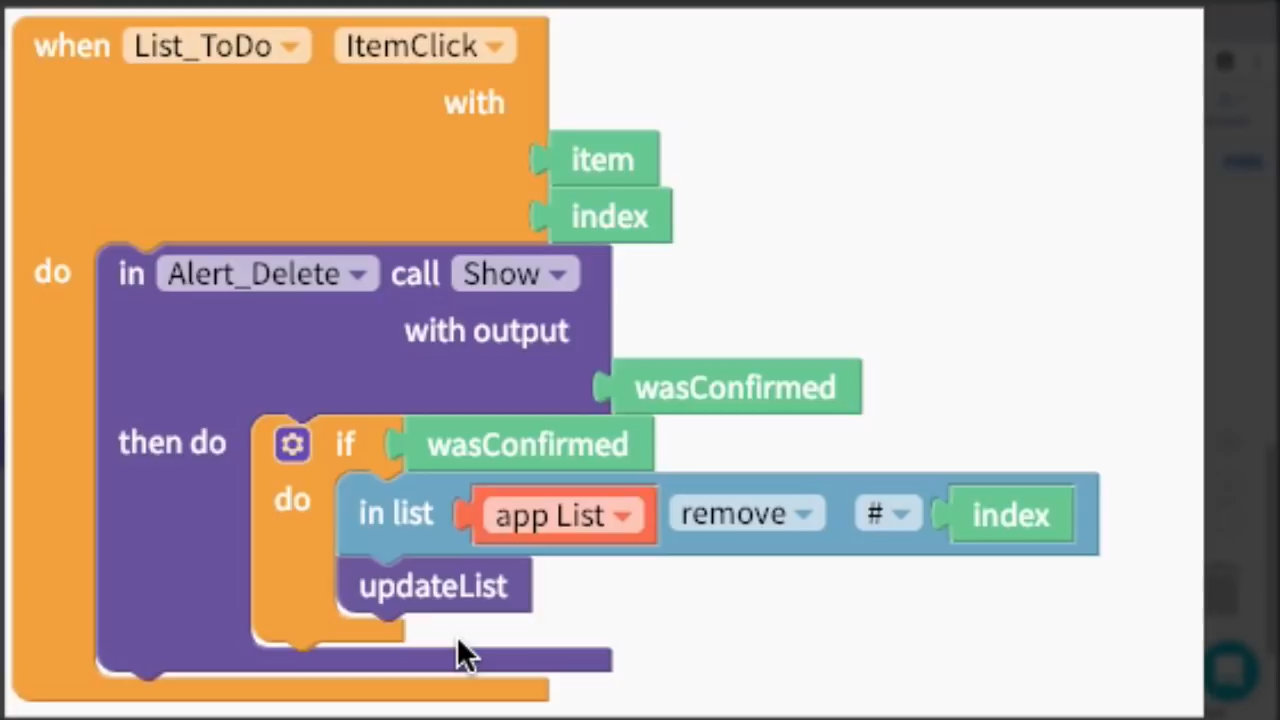 when List_ToDo ItemClick
with
item
index
do in Alert_Delete call Show
with output
wasConfirmed
then do if wasConfirmed
do in list app List remove # index
updateList